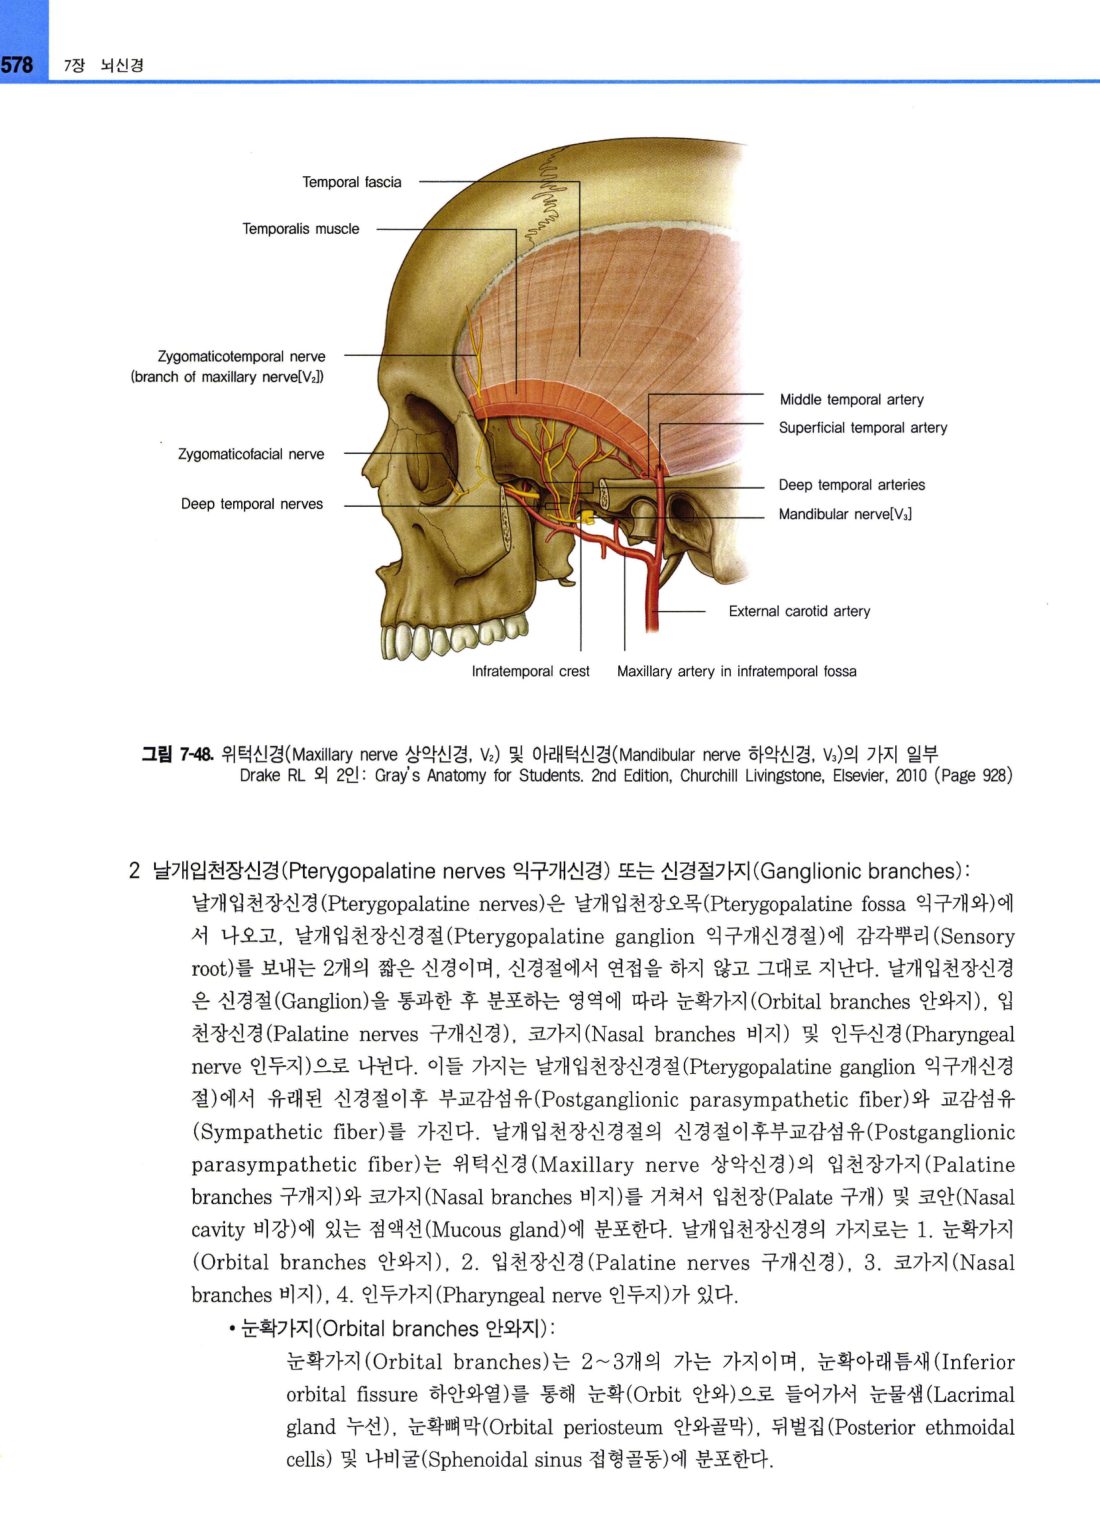 578 7장 뇌신경
Temporal fascia
Temporalis muscle
Zygomaticotemporal nerve
(branch of maxillary nerve[V₂])
Zygomaticofacial nerve
Deep temporal nerves
Middle temporal artery
Superficial temporal artery
Deep temporal arteries
Mandibular nerve[V₃]
External carotid artery
Infratemporal crest
Maxillary artery in infratemporal fossa
그림 7-48. 위턱신경(Maxillary nerve 상악신경, V₂) 및 아래턱신경(Mandibular nerve 하악신경, V₃)의 가지 일부
Drake RL 외 2인: Gray's Anatomy for Students. 2nd Edition, Churchill Livingstone, Elsevier, 2010 (Page 928)
2 날개입천장신경(Pterygopalatine nerves 익구개신경) 또는 신경절가지(Ganglionic branches):
날개입천장신경(Pterygopalatine nerves)은 날개입천장오목(Pterygopalatine fossa 익구개와)에
서 나오고, 날개입천장신경절(Pterygopalatine ganglion 익구개신경절)에 감각뿌리(Sensory
root)를 보내는 2개의 짧은 신경이며, 신경절에서 연접을 하지 않고 그대로 지난다. 날개입천장신경
은 신경절(Ganglion)을 통과한 후 분포하는 영역에 따라 눈확가지(Orbital branches 안와지), 입
천장신경(Palatine nerves 구개신경), 코가지(Nasal branches 비지) 및 인두신경(Pharyngeal
nerve 인두지)으로 나뉜다. 이들 가지는 날개입천장신경절(Pterygopalatine ganglion 익구개신경
절)에서 유래된 신경절이후 부교감섬유(Postganglionic parasympathetic fiber)와 교감섬유
(Sympathetic fiber)를 가진다. 날개입천장신경절의 신경절이후부교감섬유(Postganglionic
parasympathetic fiber)는 위턱신경(Maxillary nerve 상악신경)의 입천장가지(Palatine
branches 구개지)와 코가지(Nasal branches 비지)를 거쳐서 입천장(Palate 구개) 및 코안(Nasal
cavity 비강)에 있는 점액선(Mucous gland)에 분포한다. 날개입천장신경의 가지로는 1. 눈확가지
(Orbital branches 안와지), 2. 입천장신경(Palatine nerves 구개신경), 3. 코가지(Nasal
branches 비지), 4. 인두가지(Pharyngeal nerve 인두지)가 있다.
• 눈확가지(Orbital branches 안와지):
눈확가지(Orbital branches)는 2~3개의 가는 가지이며, 눈확아래틈새(Inferior
orbital fissure 하안와열)를 통해 눈확(Orbit 안와)으로 들어가서 눈물샘(Lacrimal
gland 누선), 눈확뼈막(Orbital periosteum 안와골막), 뒤벌집(Posterior ethmoidal
cells) 및 나비굴(Sphenoidal sinus 접형골동)에 분포한다.